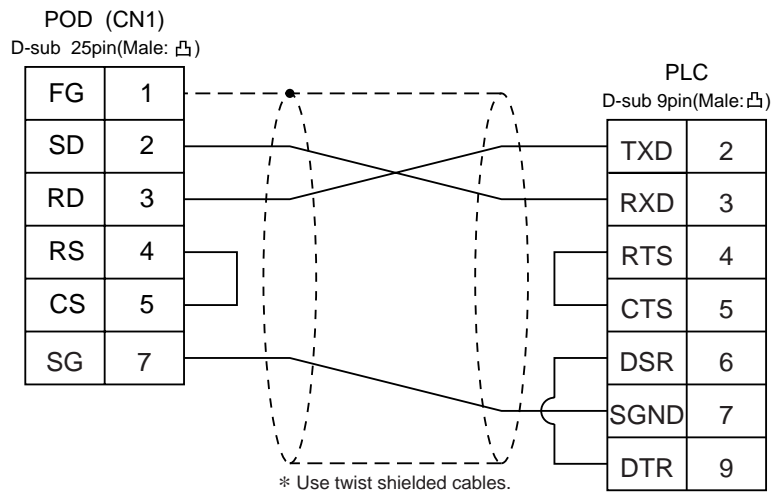 POD (CN1)
D-sub 25pin(Male: 凸)
FG 1
SD 2
RD 3
RS 4
CS 5
SG 7
PLC
D-sub 9pin(Male:凸)
TXD 2
RXD 3
RTS 4
CTS 5
DSR 6
SGND 7
DTR 9
* Use twist shielded cables.